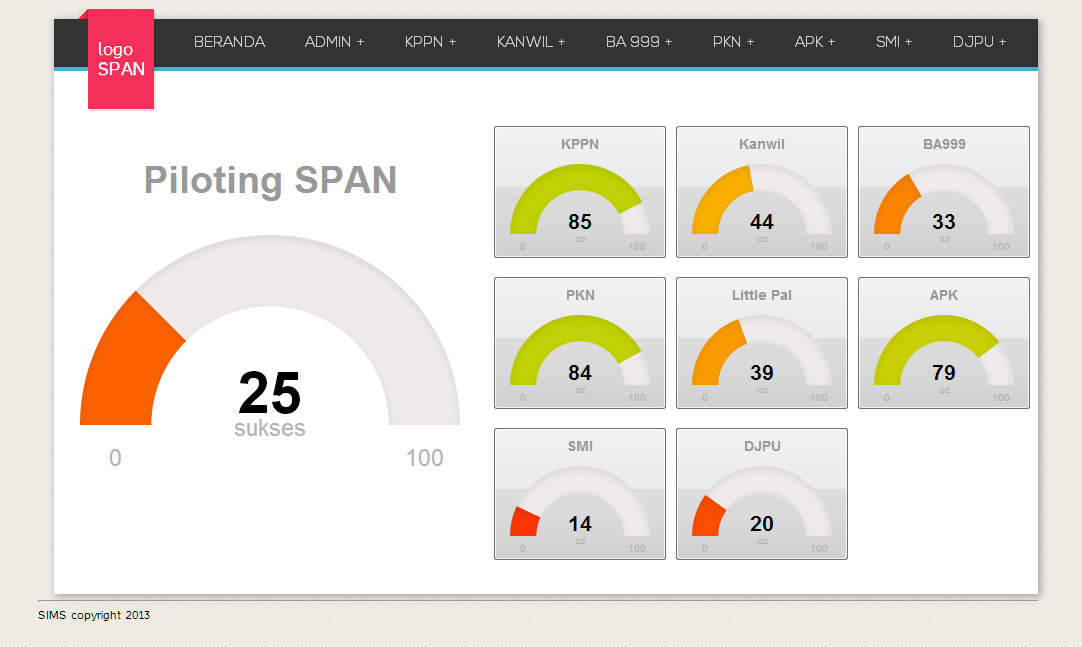 logo
SPAN
BERANDA ADMIN + KPPN + KANWIL + BA 999 + PKN + APK + SMI + DJPU +
Piloting SPAN
25
sukses
0 100
KPPN
85
oz
0 100
Kanwil
44
oz
0 100
BA999
33
oz
0 100
PKN
84
oz
0 100
Little Pal
39
oz
0 100
APK
79
oz
0 100
SMI
14
oz
0 100
DJPU
20
oz
0 100
SIMS copyright 2013